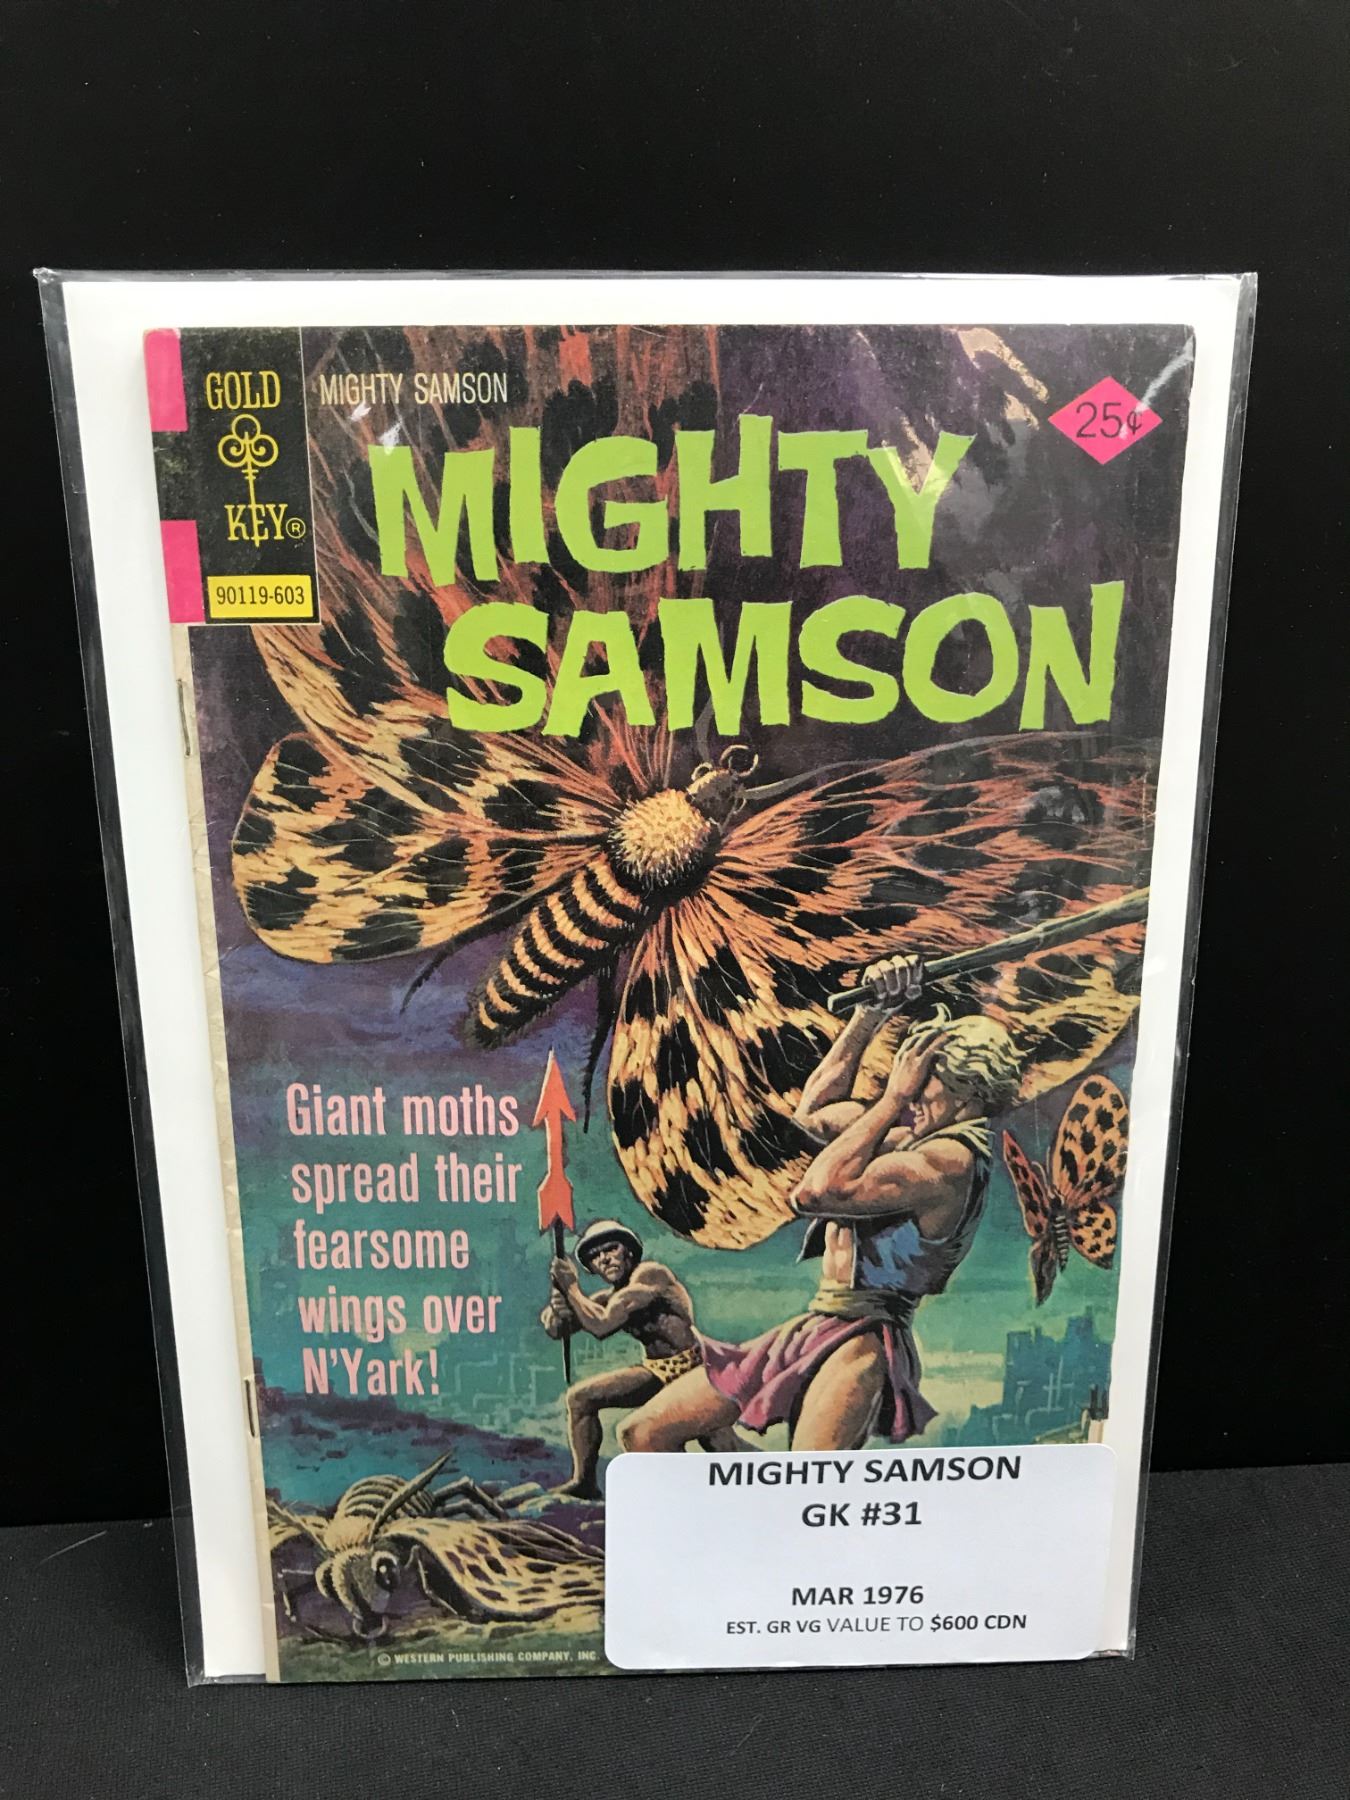 GOLD
KEY®
90119-603
MIGHTY SAMSON
25¢
MIGHTY
SAMSON
Giant moths
spread their
fearsome
wings over
N'Yark!
© WESTERN PUBLISHING COMPANY, INC.
MIGHTY SAMSON
GK #31
MAR 1976
EST. GR VG VALUE TO $600 CDN